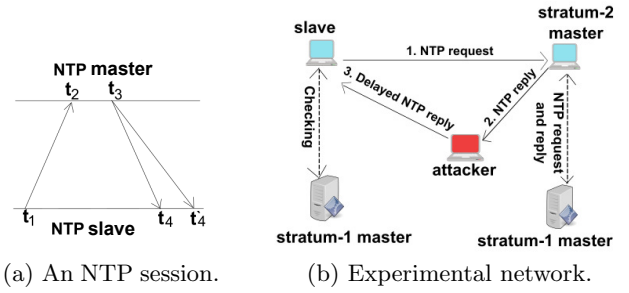 NTP master
t2 t3
t1 NTP slave t4 t`4
(a) An NTP session.
slave
stratum-2
master
1. NTP request
2. NTP reply
3. Delayed NTP reply
attacker
Checking
NTP request
and reply
stratum-1 master
stratum-1 master
(b) Experimental network.